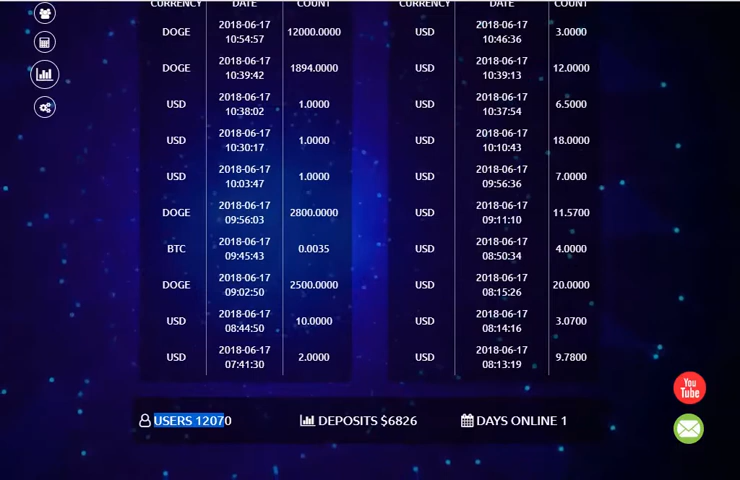 CURRENCY DATE COUNT CURRENCY DATE COUNT
DOGE 2018-06-17 10:54:57 12000.0000 USD 2018-06-17 10:46:36 3.0000
DOGE 2018-06-17 10:39:42 1894.0000 USD 2018-06-17 10:39:13 12.0000
USD 2018-06-17 10:38:02 1.0000 USD 2018-06-17 10:37:54 6.5000
USD 2018-06-17 10:30:17 1.0000 USD 2018-06-17 10:10:43 18.0000
USD 2018-06-17 10:03:47 1.0000 USD 2018-06-17 09:56:36 7.0000
DOGE 2018-06-17 09:56:03 2800.0000 USD 2018-06-17 09:11:10 11.5700
BTC 2018-06-17 09:45:43 0.0035 USD 2018-06-17 08:50:34 4.0000
DOGE 2018-06-17 09:02:50 2500.0000 USD 2018-06-17 08:15:26 20.0000
USD 2018-06-17 08:44:50 10.0000 USD 2018-06-17 08:14:16 3.0700
USD 2018-06-17 07:41:30 2.0000 USD 2018-06-17 08:13:19 9.7800
USERS 12070 DEPOSITS $6826 DAYS ONLINE 1
You
Tube